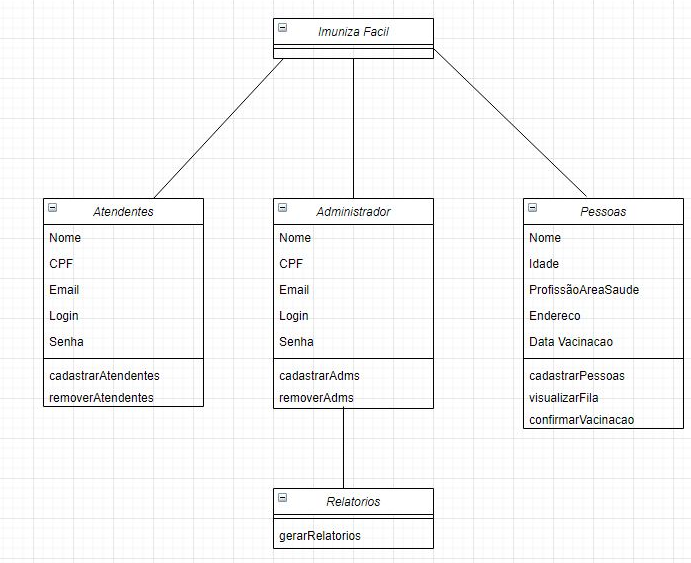 Imuniza Facil
Atendentes
Nome
CPF
Email
Login
Senha
cadastrarAtendentes
removerAtendentes
Administrador
Nome
CPF
Email
Login
Senha
cadastrarAdms
removerAdms
Pessoas
Nome
Idade
ProfissãoAreaSaude
Endereco
Data Vacinacao
cadastrarPessoas
visualizarFila
confirmarVacinacao
Relatorios
gerarRelatorios